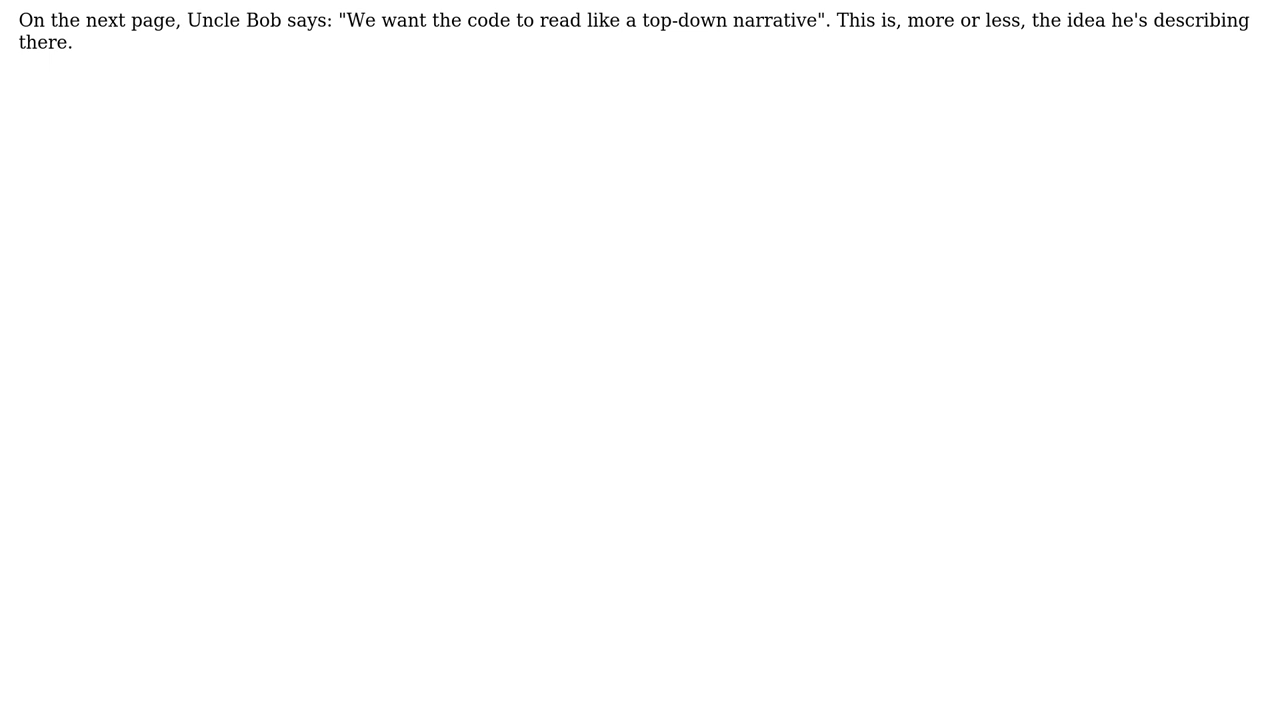 On the next page, Uncle Bob says: "We want the code to read like a top-down narrative". This is, more or less, the idea he's describing
there.